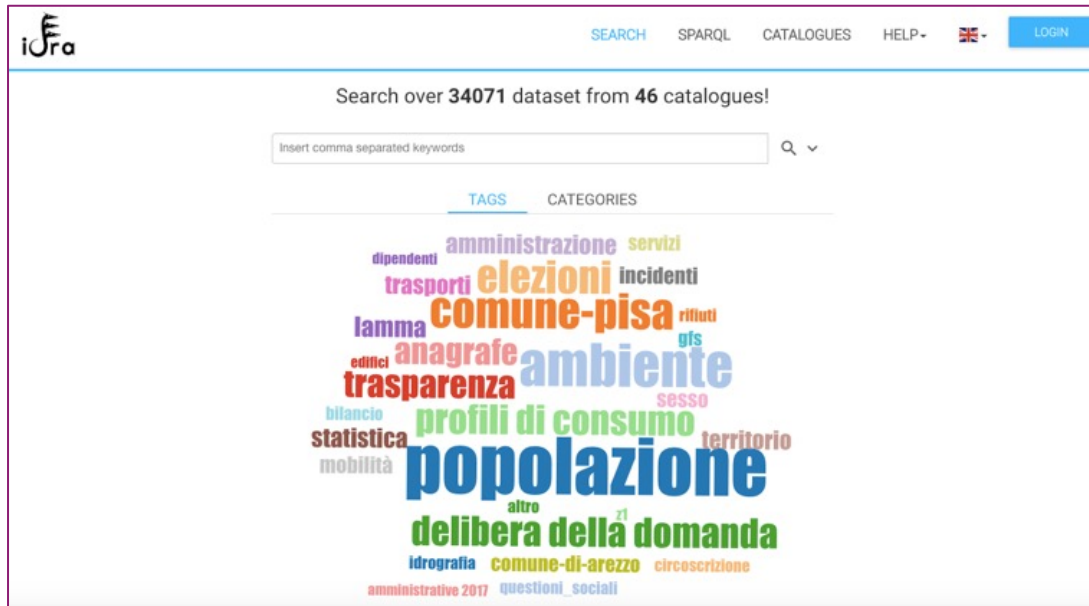 idra
SEARCH SPARQL CATALOGUES HELP LOGIN
Search over 34071 dataset from 46 catalogues!
Insert comma separated keywords
TAGS CATEGORIES
amministrazione servizi
dipendenti
trasporti elezioni incidenti
comune-pisa rifiuti
lamma gfs
edifici anagrafe ambiente
trasparenza sesso
bilancio profili di consumo
statistica territorio
mobilità popolazione
altro z1
delibera della domanda
idrografia comune-di-arezzo circoscrizione
amministrative 2017 questioni_sociali